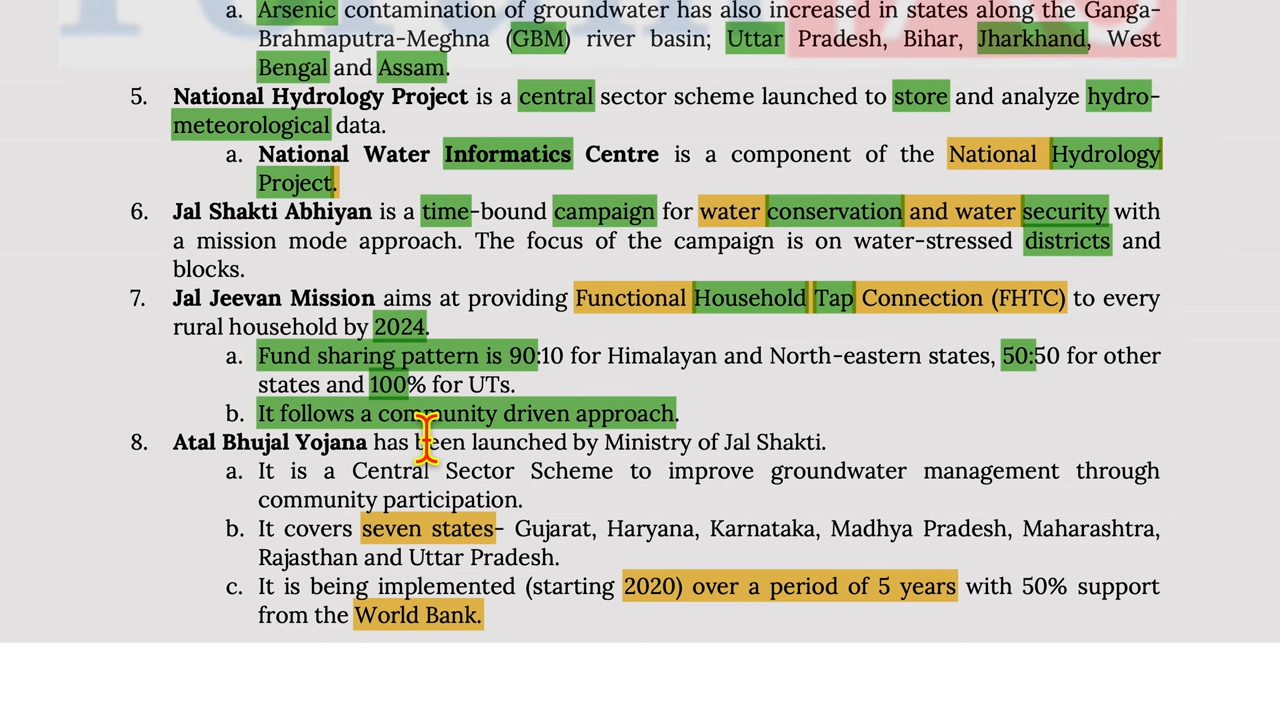 a. Arsenic contamination of groundwater has also increased in states along the Ganga-
Brahmaputra-Meghna (GBM) river basin; Uttar Pradesh, Bihar, Jharkhand, West
Bengal and Assam.
5. National Hydrology Project is a central sector scheme launched to store and analyze hydro-
meteorological data.
a. National Water Informatics Centre is a component of the National Hydrology
Project.
6. Jal Shakti Abhiyan is a time-bound campaign for water conservation and water security with
a mission mode approach. The focus of the campaign is on water-stressed districts and
blocks.
7. Jal Jeevan Mission aims at providing Functional Household Tap Connection (FHTC) to every
rural household by 2024.
a. Fund sharing pattern is 90:10 for Himalayan and North-eastern states, 50:50 for other
states and 100% for UTs.
b. It follows a community driven approach.
8. Atal Bhujal Yojana has been launched by Ministry of Jal Shakti.
a. It is a Central Sector Scheme to improve groundwater management through
community participation.
b. It covers seven states- Gujarat, Haryana, Karnataka, Madhya Pradesh, Maharashtra,
Rajasthan and Uttar Pradesh.
c. It is being implemented (starting 2020) over a period of 5 years with 50% support
from the World Bank.